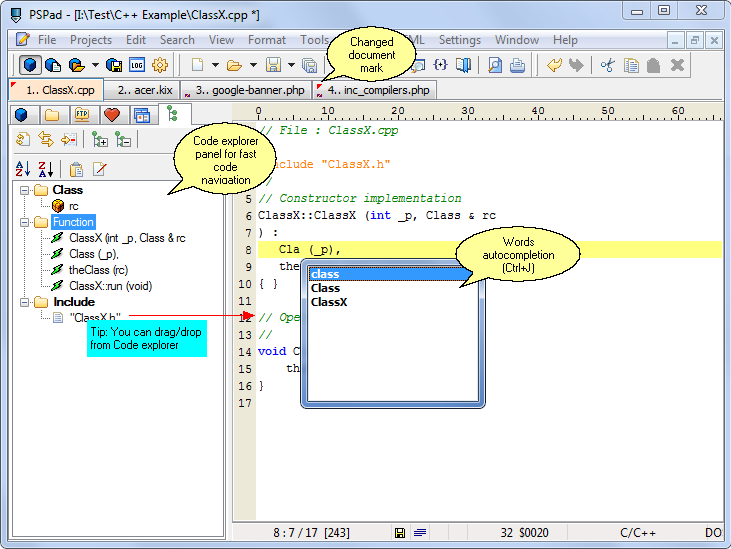 PSPad - [I:\Test\C++ Example\ClassX.cpp *]
File Projects Edit Search View Format Tools Settings Window Help
Changed
document
mark
LOG
1.. ClassX.cpp 2.. acer.kix 3.. google-banner.php 4.. inc_compilers.php
FTP
0 10 20 30 40 50 60
Code explorer
panel for fast
code
navigation
A
Z
Z
A
Class
rc
Function
ClassX (int _p, Class & rc
Class (_p),
theClass (rc)
ClassX::run (void)
Include
"ClassX.h"
Tip: You can drag/drop
from Code explorer
// File : ClassX.cpp
include "ClassX.h"
5 // Constructor implementation
6 ClassX::ClassX (int _p, Class & rc
7 ) :
8 Cla (_p),
9 the
10 { }
11
12 // Ope
13 //
14 void C
15 th
16 }
17
class
Class
ClassX
Words
autocompletion
(Ctrl+J)
8 : 7 / 17 [243] 32 $0020 C/C++ DO